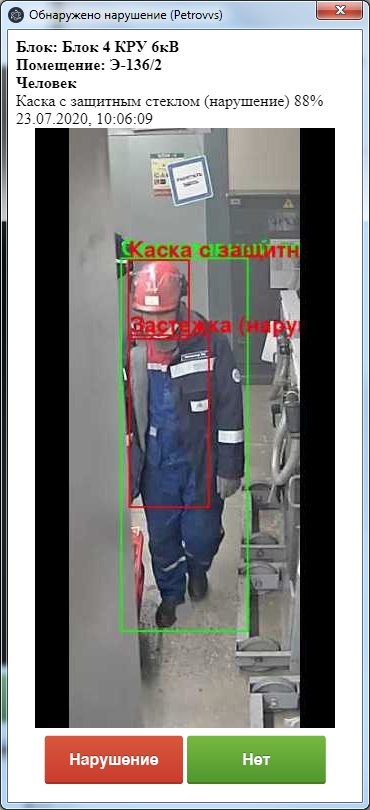 Обнаружено нарушение (Petrovvs)
Блок: Блок 4 КРУ 6кВ
Помещение: Э-136/2
Человек
Каска с защитным стеклом (нарушение) 88%
23.07.2020, 10:06:09
Каска с защитн
Застежка (нару
Нарушение
Нет